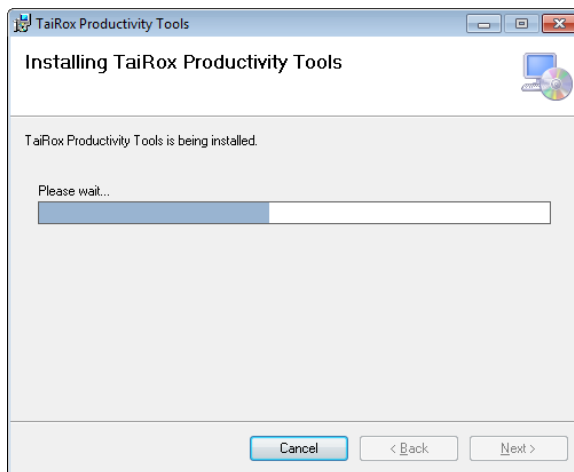 TaiRox Productivity Tools
Installing TaiRox Productivity Tools
TaiRox Productivity Tools is being installed.
Please wait...
Cancel
< Back
Next >